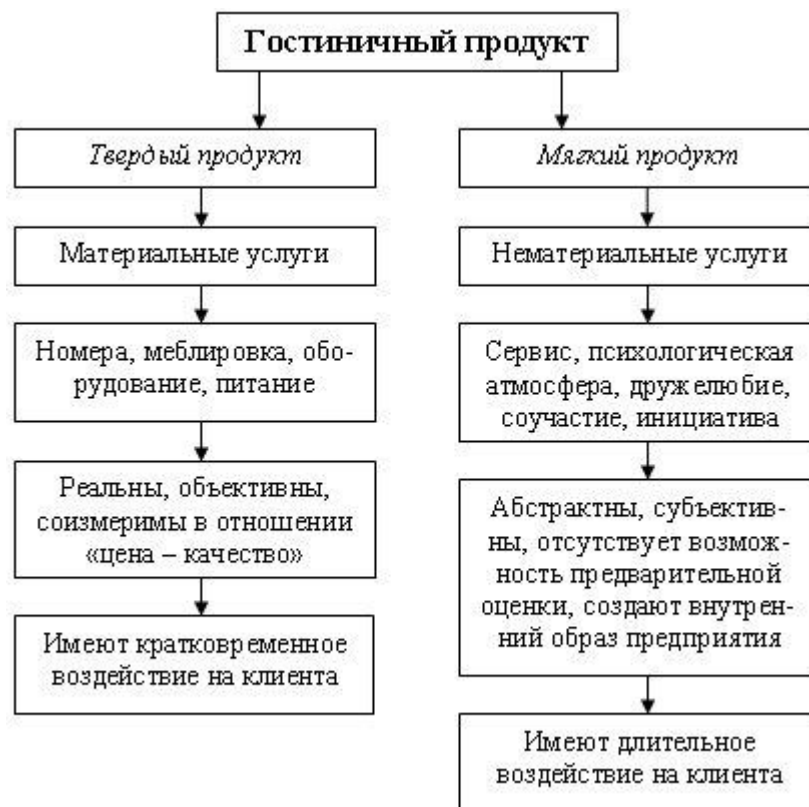 Гостиничный продукт
Твердый продукт
Материальные услуги
Номера, меблировка, обо-
рудование, питание
Реальны, объективны,
соизмеримы в отношении
«цена – качество»
Имеют кратковременное
воздействие на клиента
Мягкий продукт
Нематериальные услуги
Сервис, психологическая
атмосфера, дружелюбие,
соучастие, инициатива
Абстрактны, субъектив-
ны, отсутствует возмож-
ность предварительной
оценки, создают внутрен-
ний образ предприятия
Имеют длительное
воздействие на клиента